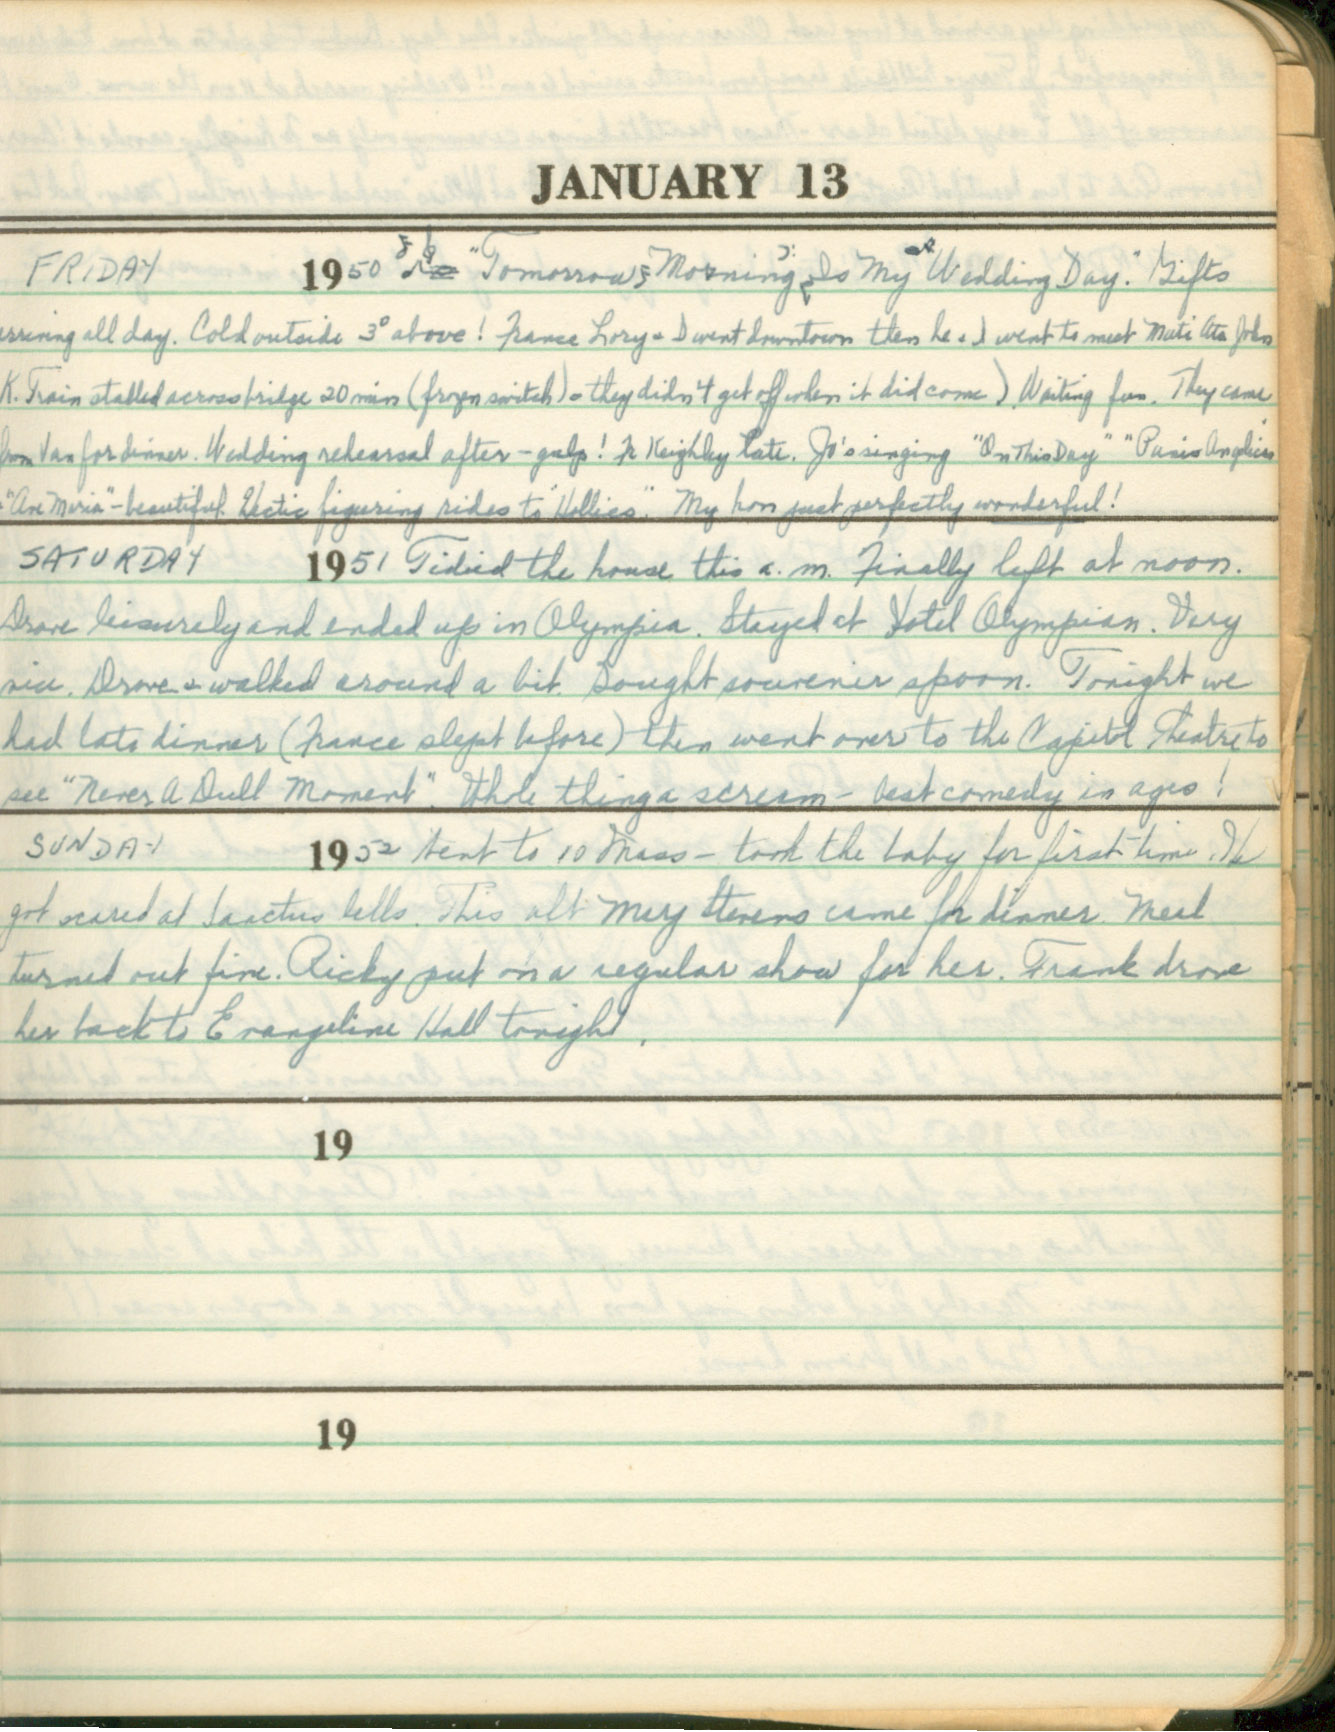 JANUARY 13
FRIDAY 1950 "Tomorrow Morning Is My Wedding Day." Gifts
arriving all day. Cold outside 3° above! France Lory & I went downtown then he & I went to meet John
K. Train stalled across bridge 20 min (frozen switch) & they didn't get off when it did come). Waiting fun. They came
from Van for dinner. Wedding rehearsal after - gulp! Fr Keighley late. Jo's singing "On This Day" "Panis Angelicus
"Ave Maria" - beautiful. Hectic figuring rides to "Hollies". My hon just perfectly wonderful!
SATURDAY 1951 Tidied the house this a.m. Finally left at noon.
Drove leisurely and ended up in Olympia. Stayed at Hotel Olympian. Very
nice. Drove & walked around a bit. Bought souvenir spoon. Tonight we
had late dinner (France slept before) then went over to the Capitol Theatre to
see "Never A Dull Moment". Whole thing a scream - best comedy in ages!
SUNDAY 1952 Went to 10 Mass - took the baby for first time. He
got scared at Sanctus bells. This aft Mary Stevens came for dinner. Meal
turned out fine. Ricky put on a regular show for her. Frank drove
her back to Evangeline Hall tonight.
19
19